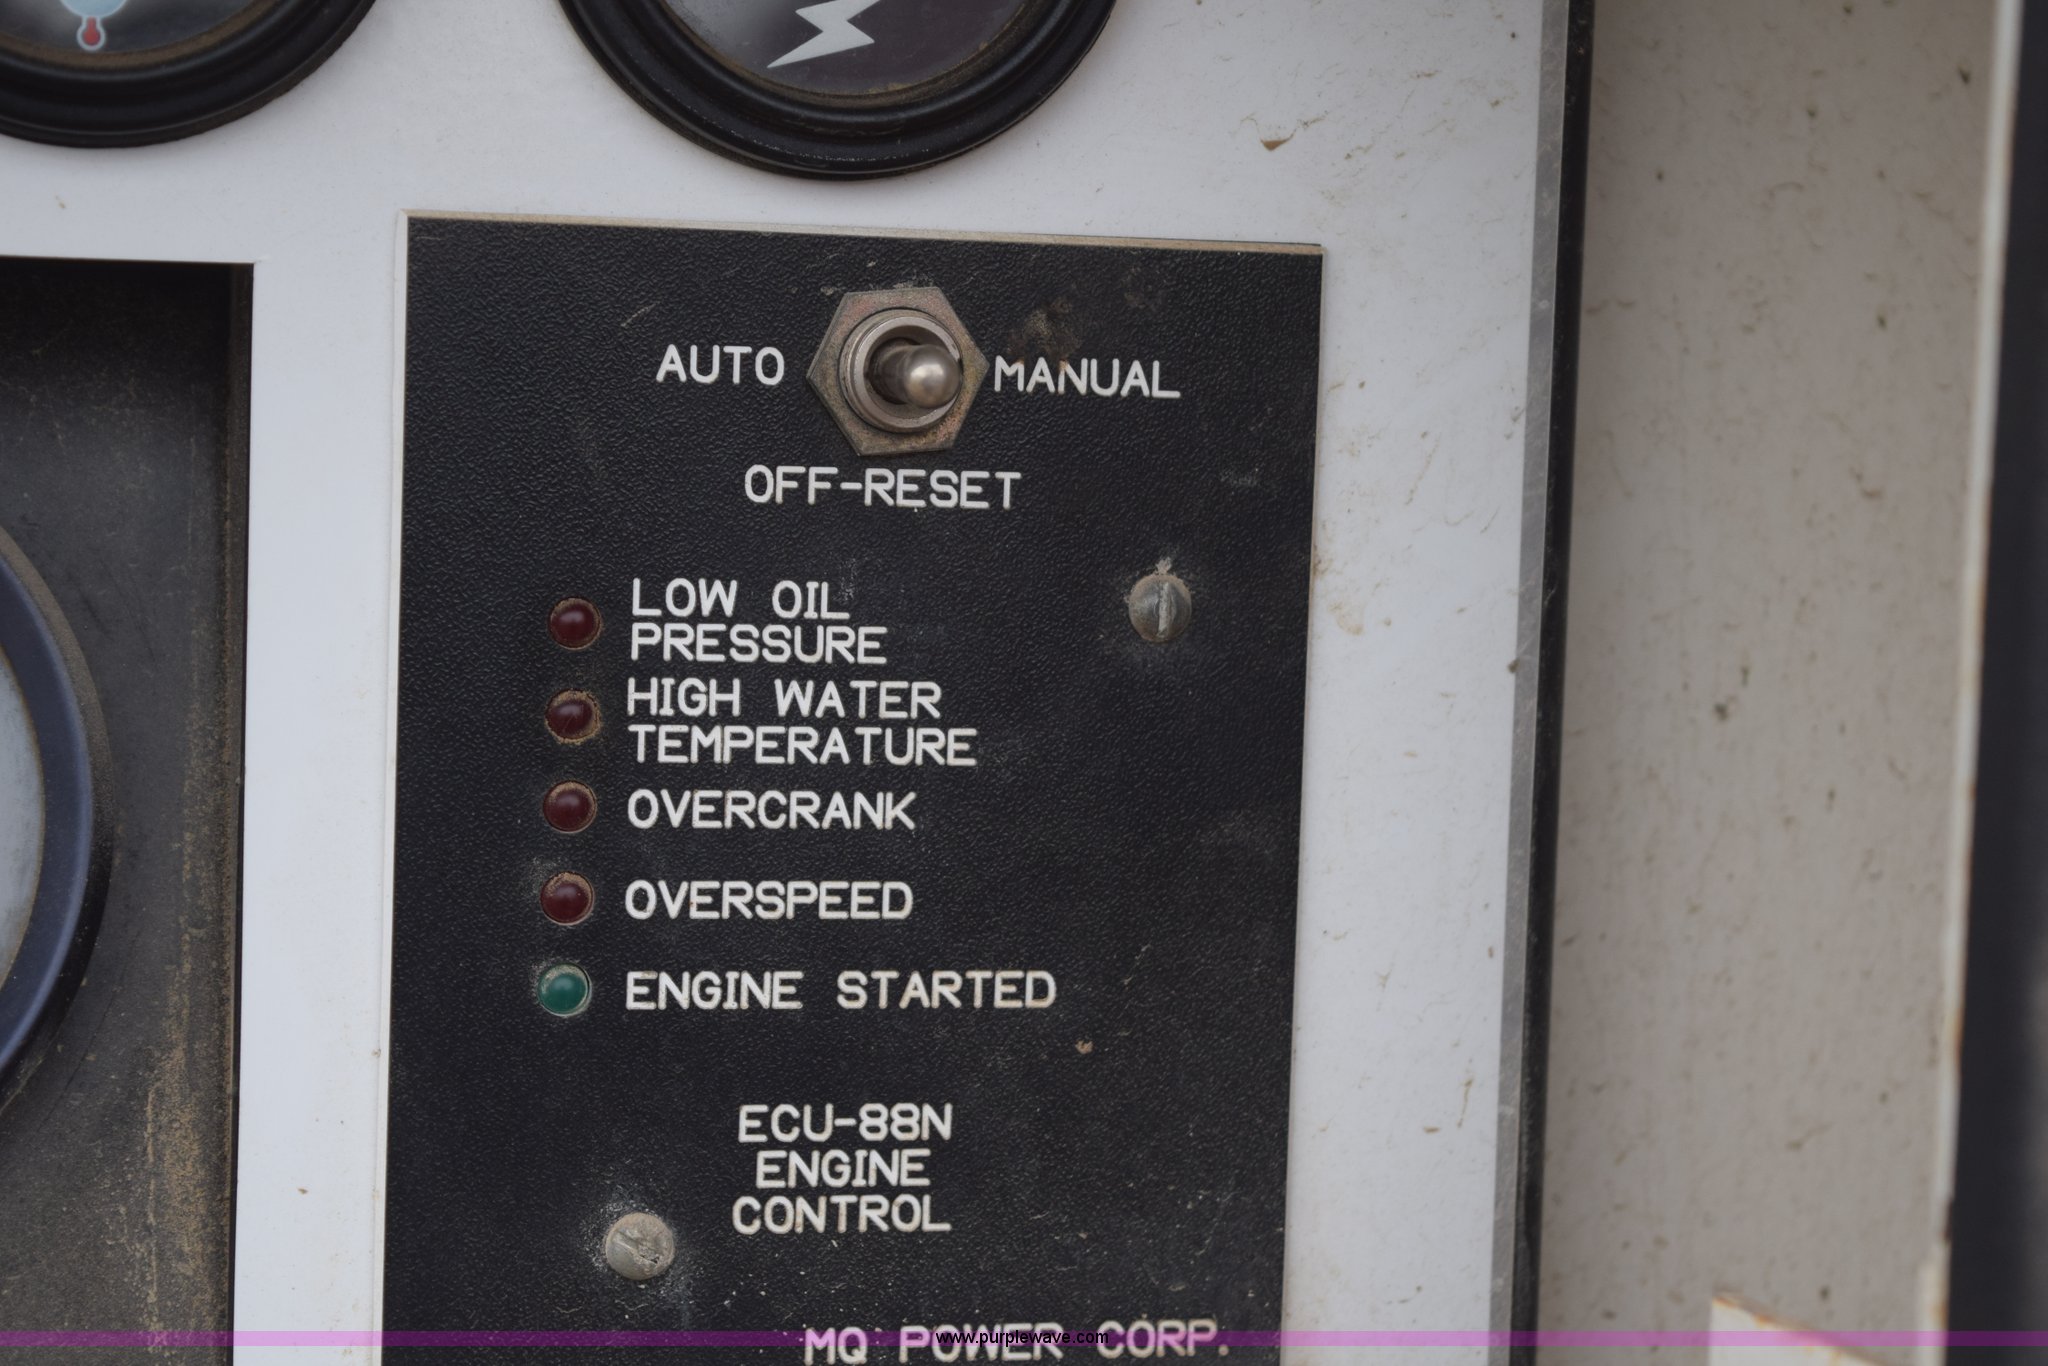 AUTO MANUAL
OFF-RESET
LOW OIL
PRESSURE
HIGH WATER
TEMPERATURE
OVERCRANK
OVERSPEED
ENGINE STARTED
ECU-88N
ENGINE
CONTROL
MQ POWER CORP.
www.purplewave.com